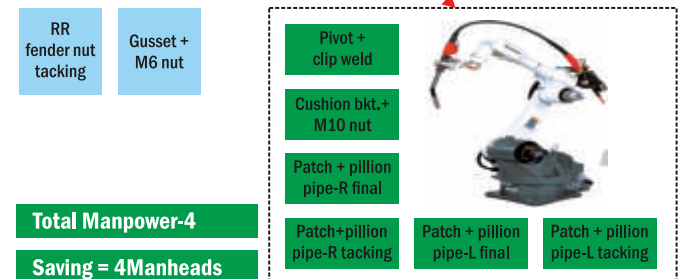 RR
fender nut
tacking
Gusset +
M6 nut
Pivot +
clip weld
Cushion bkt.+
M10 nut
Patch + pillion
pipe-R final
Patch+pillion
pipe-R tacking
Patch + pillion
pipe-L final
Patch + pillion
pipe-L tacking
Total Manpower-4
Saving = 4Manheads